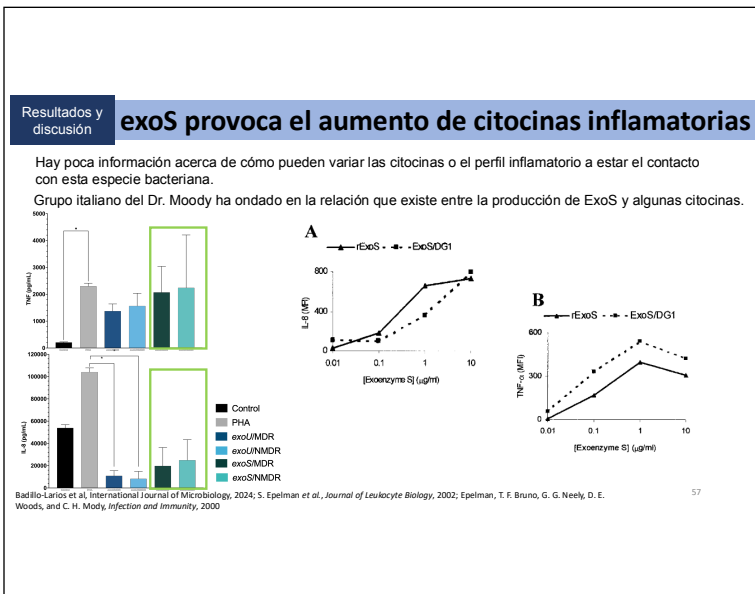 Resultados y
discusión
exoS provoca el aumento de citocinas inflamatorias
Hay poca información acerca de cómo pueden variar las citocinas o el perfil inflamatorio a estar el contacto
con esta especie bacteriana.
Grupo italiano del Dr. Moody ha ondado en la relación que existe entre la producción de ExoS y algunas citocinas.
5000
4000
3000
2000
1000
0
TNF (pg/mL)
*
120000
100000
80000
60000
40000
20000
0
IL-8 (pg/mL)
*
Control
PHA
exoU/MDR
exoU/NMDR
exoS/MDR
exoS/NMDR
A
rExoS
ExoS/DG1
IL-8 (MFI)
800
400
0
0.01 0.1 1 10
[Exoenzyme S] (µg/ml)
B
rExoS
ExoS/DG1
TNF-α (MFI)
600
300
0
0.01 0.1 1 10
[Exoenzyme S] (µg/ml)
Badillo-Larios et al, International Journal of Microbiology, 2024; S. Epelman et al., Journal of Leukocyte Biology, 2002; Epelman, T. F. Bruno, G. G. Neely, D. E.
Woods, and C. H. Mody, Infection and Immunity, 2000
57